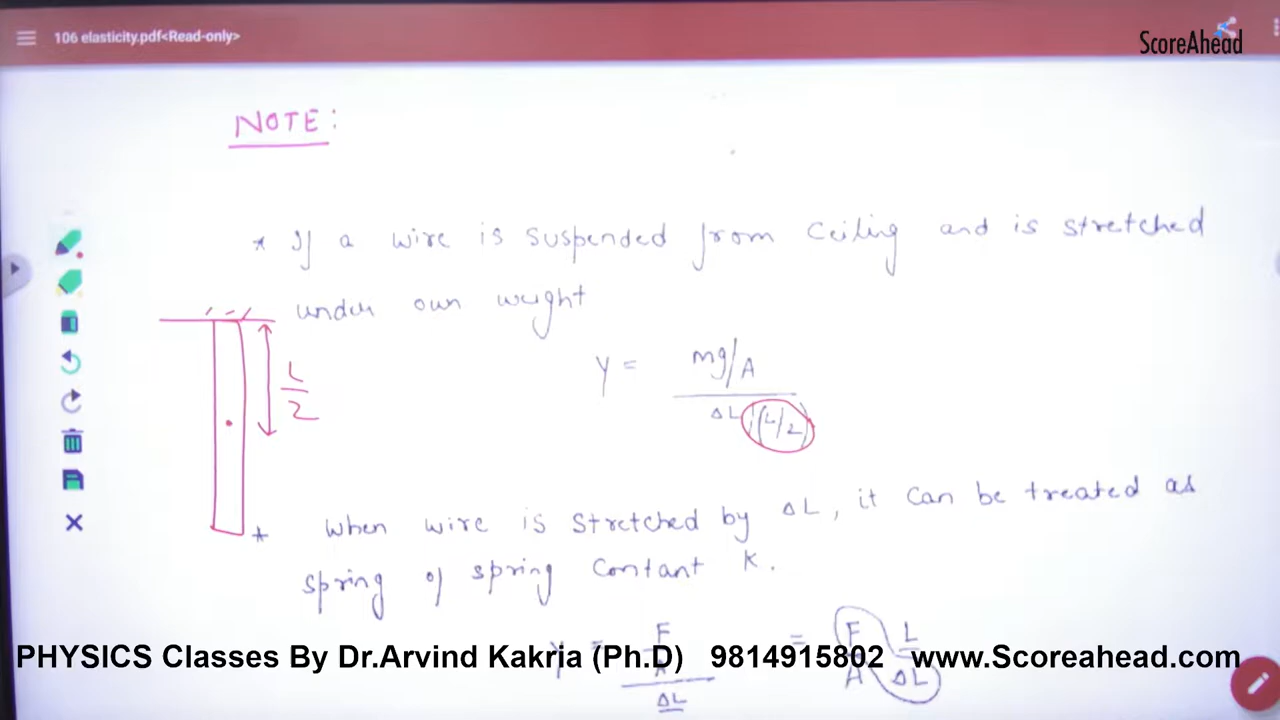 106 elasticity.pdf<Read-only>
ScoreAhead
NOTE:
* If a wire is suspended from ceiling and is stretched
under own weight
L
2
Y = mg/A
ΔL/(L/2)
* When wire is stretched by ΔL, it can be treated as
spring of spring contant K.
Y = F = F L
A A ΔL
ΔL
PHYSICS Classes By Dr.Arvind Kakrja (Ph.D) 9814915802 www.Scoreahead.com